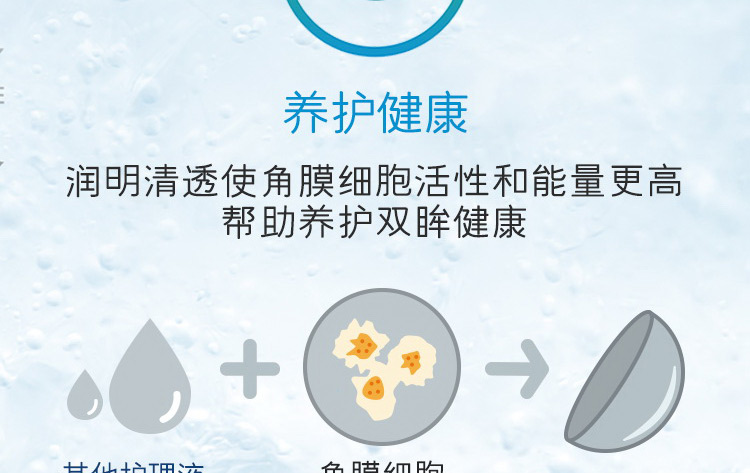 养护健康
润明清透使角膜细胞活性和能量更高
帮助养护双眸健康
其他护理液
角膜细胞